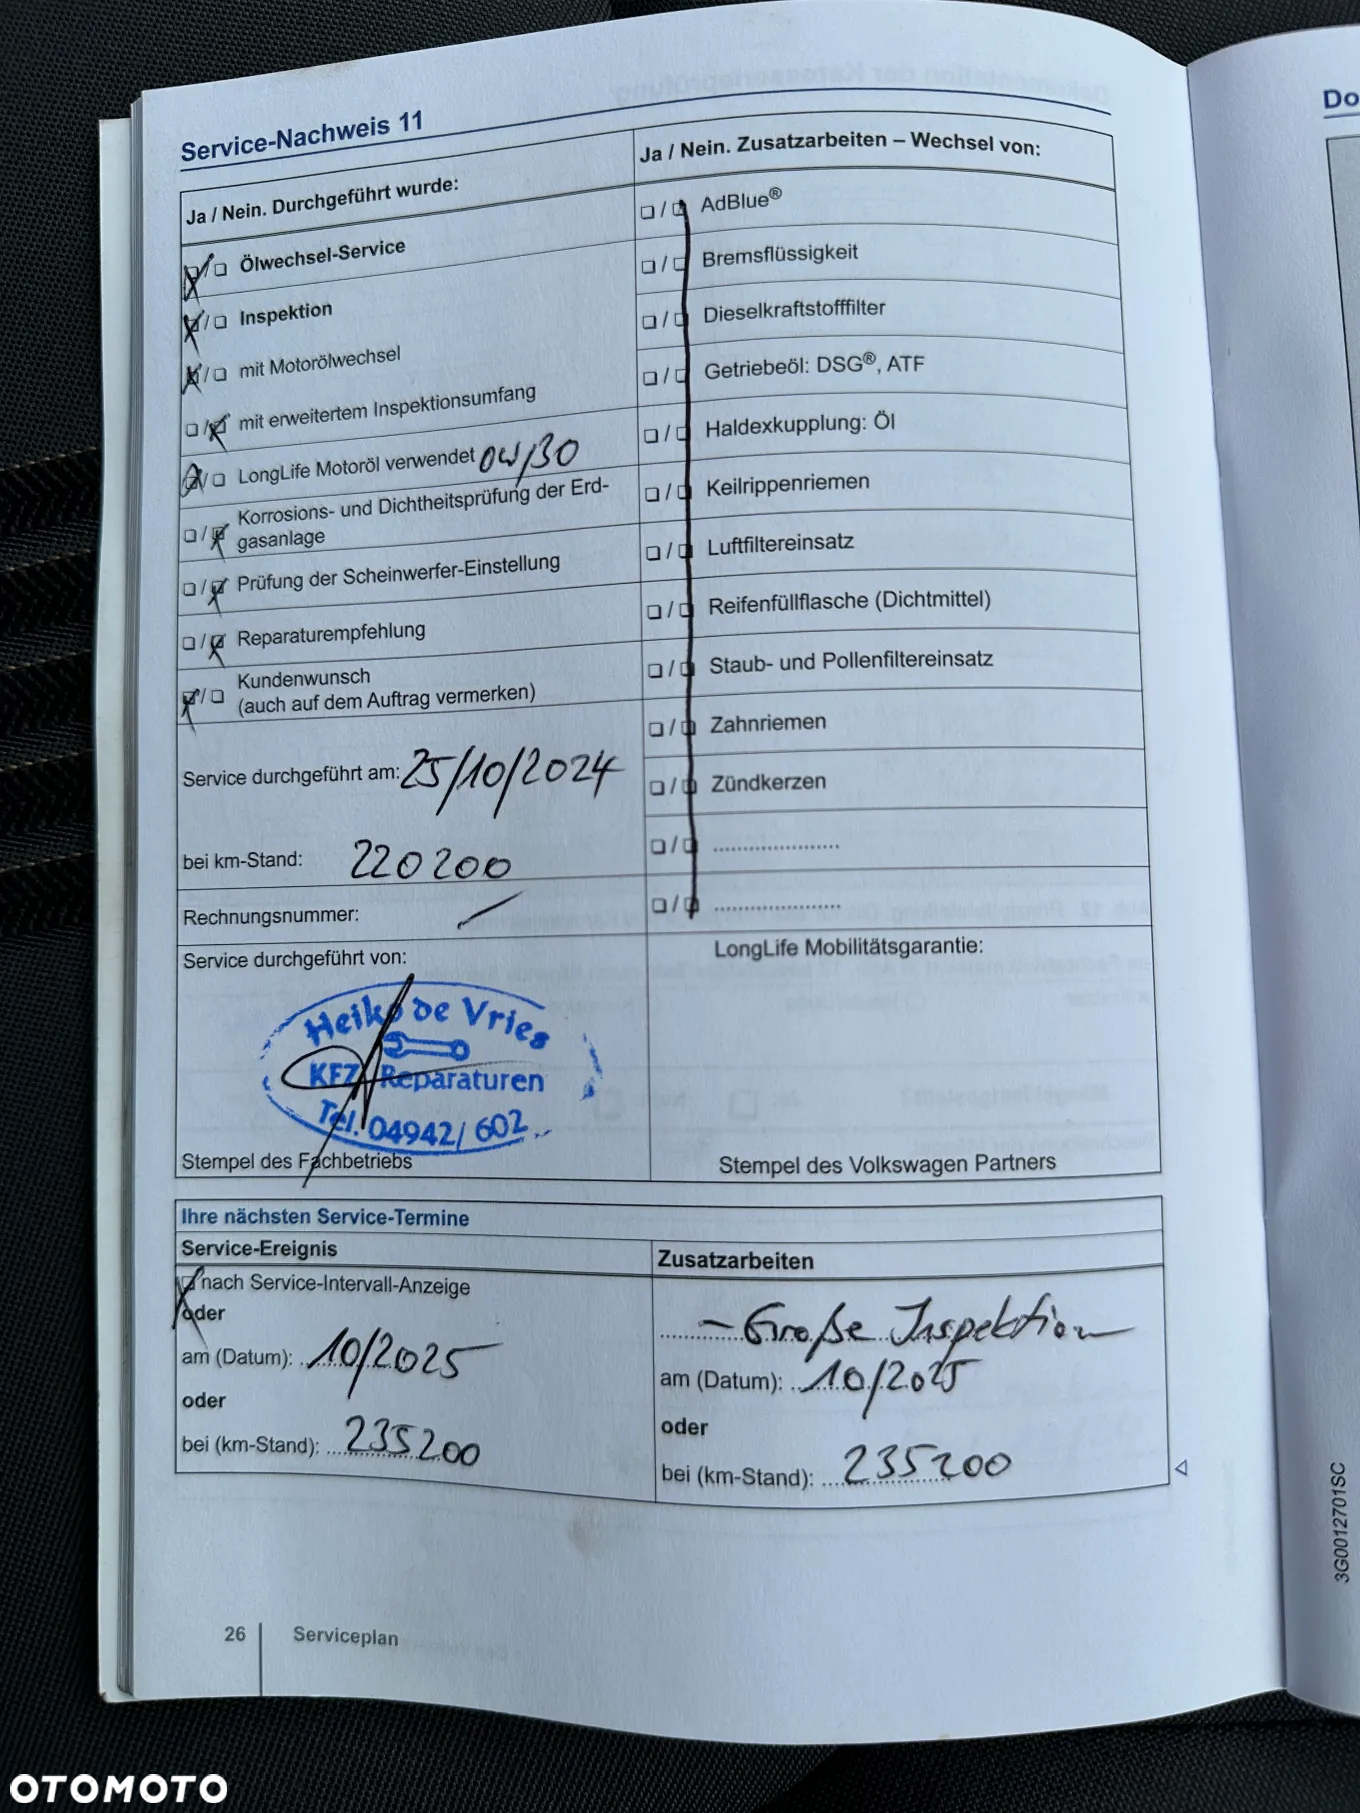 Service-Nachweis 11
Ja / Nein. Durchgeführt wurde:
Ölwechsel-Service
Inspektion
mit Motorölwechsel
mit erweitertem Inspektionsumfang
LongLife Motoröl verwendet 0W/30
Korrosions- und Dichtheitsprüfung der Erd-
gasanlage
Prüfung der Scheinwerfer-Einstellung
Reparaturempfehlung
Kundenwunsch
(auch auf dem Auftrag vermerken)
Service durchgeführt am: 25/10/2024
bei km-Stand: 220200
Rechnungsnummer:
Service durchgeführt von:
Heiko de Vries
KFZ Reparaturen
Tel. 04942/602
Stempel des Fachbetriebs
Ja / Nein. Zusatzarbeiten – Wechsel von:
AdBlue®
Bremsflüssigkeit
Dieselkraftstofffilter
Getriebeöl: DSG®, ATF
Haldexkupplung: Öl
Keilrippenriemen
Luftfiltereinsatz
Reifenfüllflasche (Dichtmittel)
Staub- und Pollenfiltereinsatz
Zahnriemen
Zündkerzen
LongLife Mobilitätsgarantie:
Stempel des Volkswagen Partners
Ihre nächsten Service-Termine
Service-Ereignis
nach Service-Intervall-Anzeige
oder
am (Datum): 10/2025
oder
bei (km-Stand): 235200
Zusatzarbeiten
- Große Inspektion
am (Datum): 10/2025
oder
bei (km-Stand): 235200
26
Serviceplan
Do
3G0012701SC
OTOMOTO